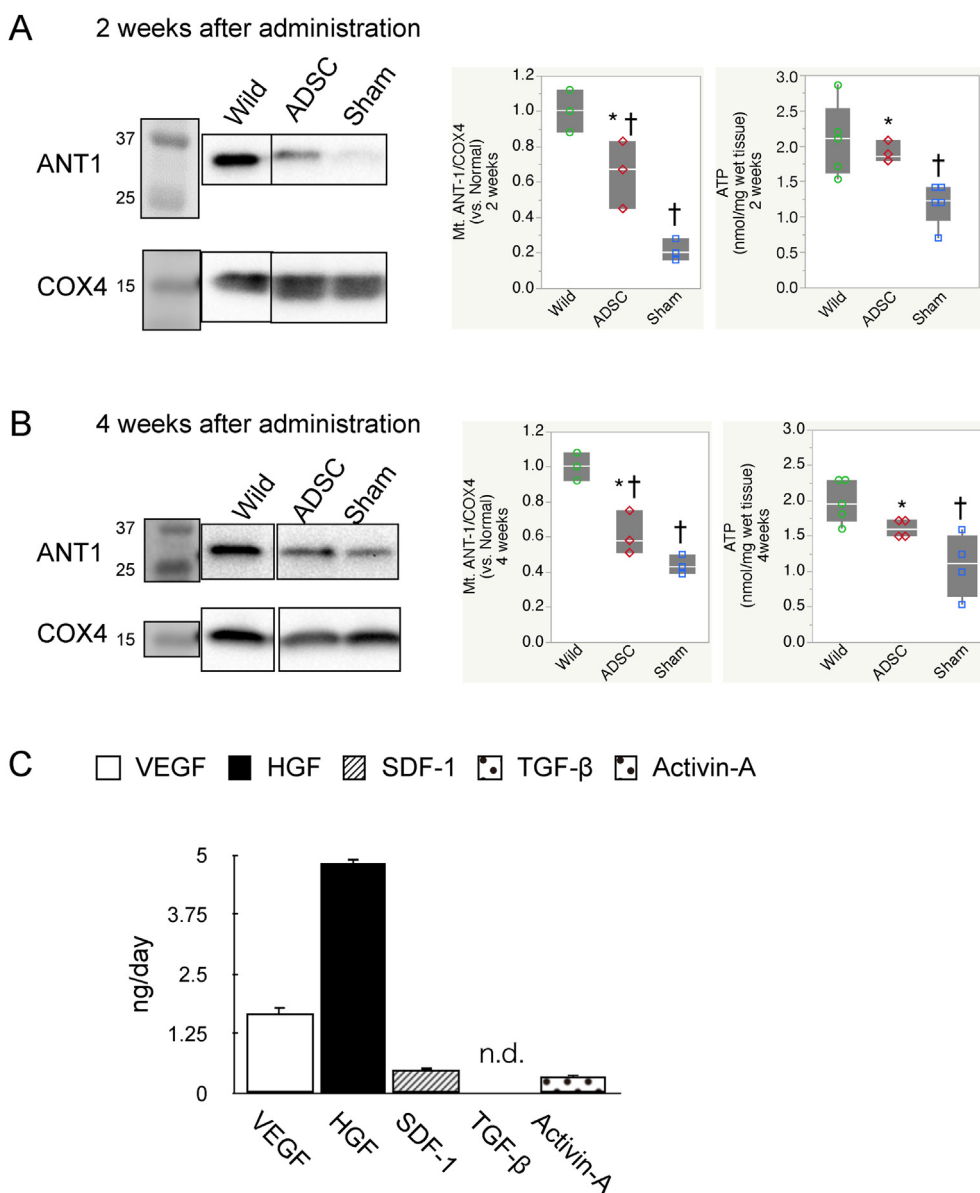 A 2 weeks after administration
Wild ADSC Sham
37
ANT1
25
COX4 15
Mt. ANT-1/COX4
(vs. Normal)
2 weeks
1.2
1.0
0.8
0.6
0.4
0.2
0.0
* †
†
Wild ADSC Sham
ATP
(nmol/mg wet tissue)
2 weeks
3.0
2.5
2.0
1.5
1.0
0.5
0.0
*
†
Wild ADSC Sham
B 4 weeks after administration
Wild ADSC Sham
37
ANT1
25
COX4 15
Mt. ANT-1/COX4
(vs. Normal)
4 weeks
1.2
1.0
0.8
0.6
0.4
0.2
0.0
* †
†
Wild ADSC Sham
ATP
(nmol/mg wet tissue)
4weeks
3.0
2.5
2.0
1.5
1.0
0.5
0.0
*
†
Wild ADSC Sham
C VEGF HGF SDF-1 TGF-β Activin-A
ng/day
5
3.75
2.5
1.25
0
n.d.
VEGF HGF SDF-1 TGF-β Activin-A